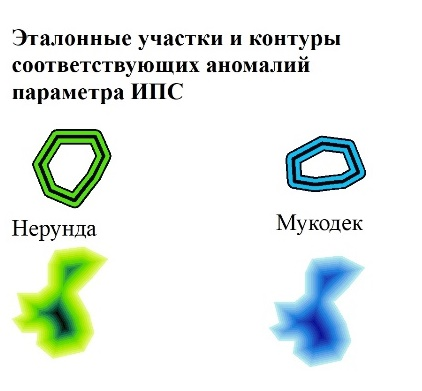 Эталонные участки и контуры
соответствующих аномалий
параметра ИПС
Нерунда
Мукодек